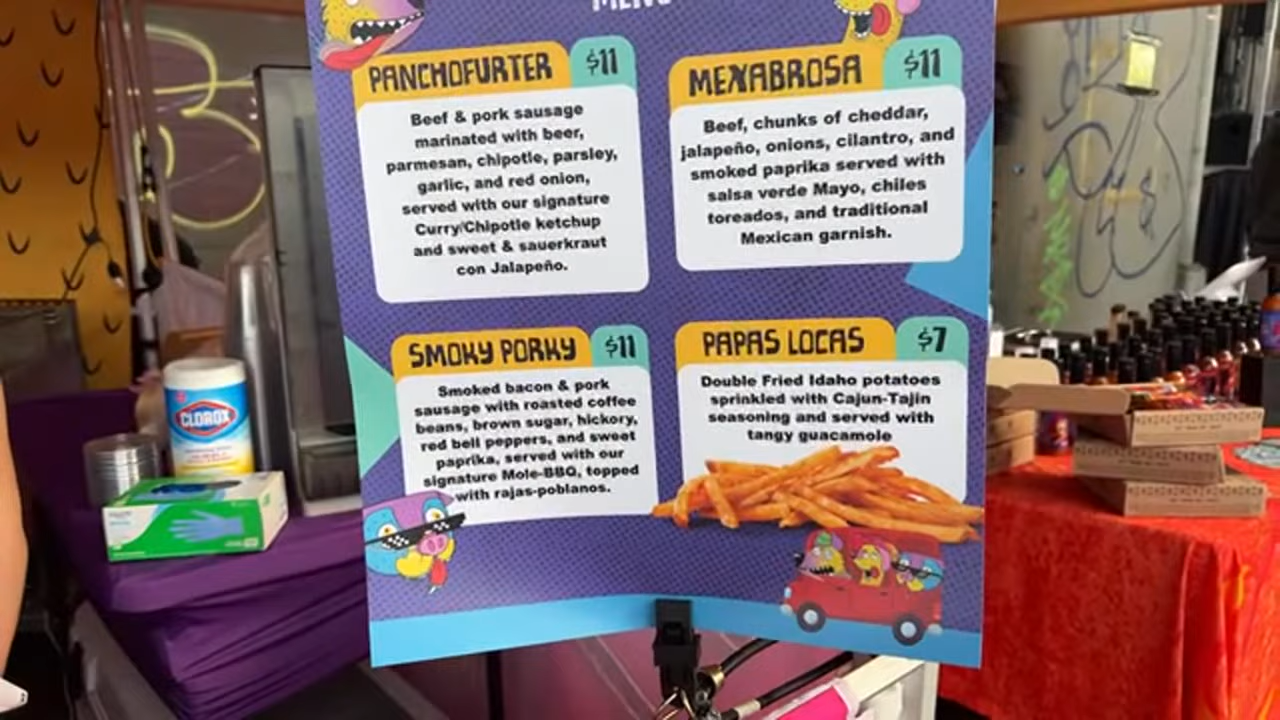 MENU
PANCHOFURTER $11
Beef & pork sausage
marinated with beer,
parmesan, chipotle, parsley,
garlic, and red onion,
served with our signature
Curry/Chipotle ketchup
and sweet & sauerkraut
con Jalapeño.
MEXABROSA $11
Beef, chunks of cheddar,
jalapeño, onions, cilantro, and
smoked paprika served with
salsa verde Mayo, chiles
toreados, and traditional
Mexican garnish.
SMOKY PORKY $11
Smoked bacon & pork
sausage with roasted coffee
beans, brown sugar, hickory,
red bell peppers, and sweet
paprika, served with our
signature Mole-BBQ, topped
with rajas-poblanos.
PAPAS LOCAS $7
Double Fried Idaho potatoes
sprinkled with Cajun-Tajin
seasoning and served with
tangy guacamole
CLOROX